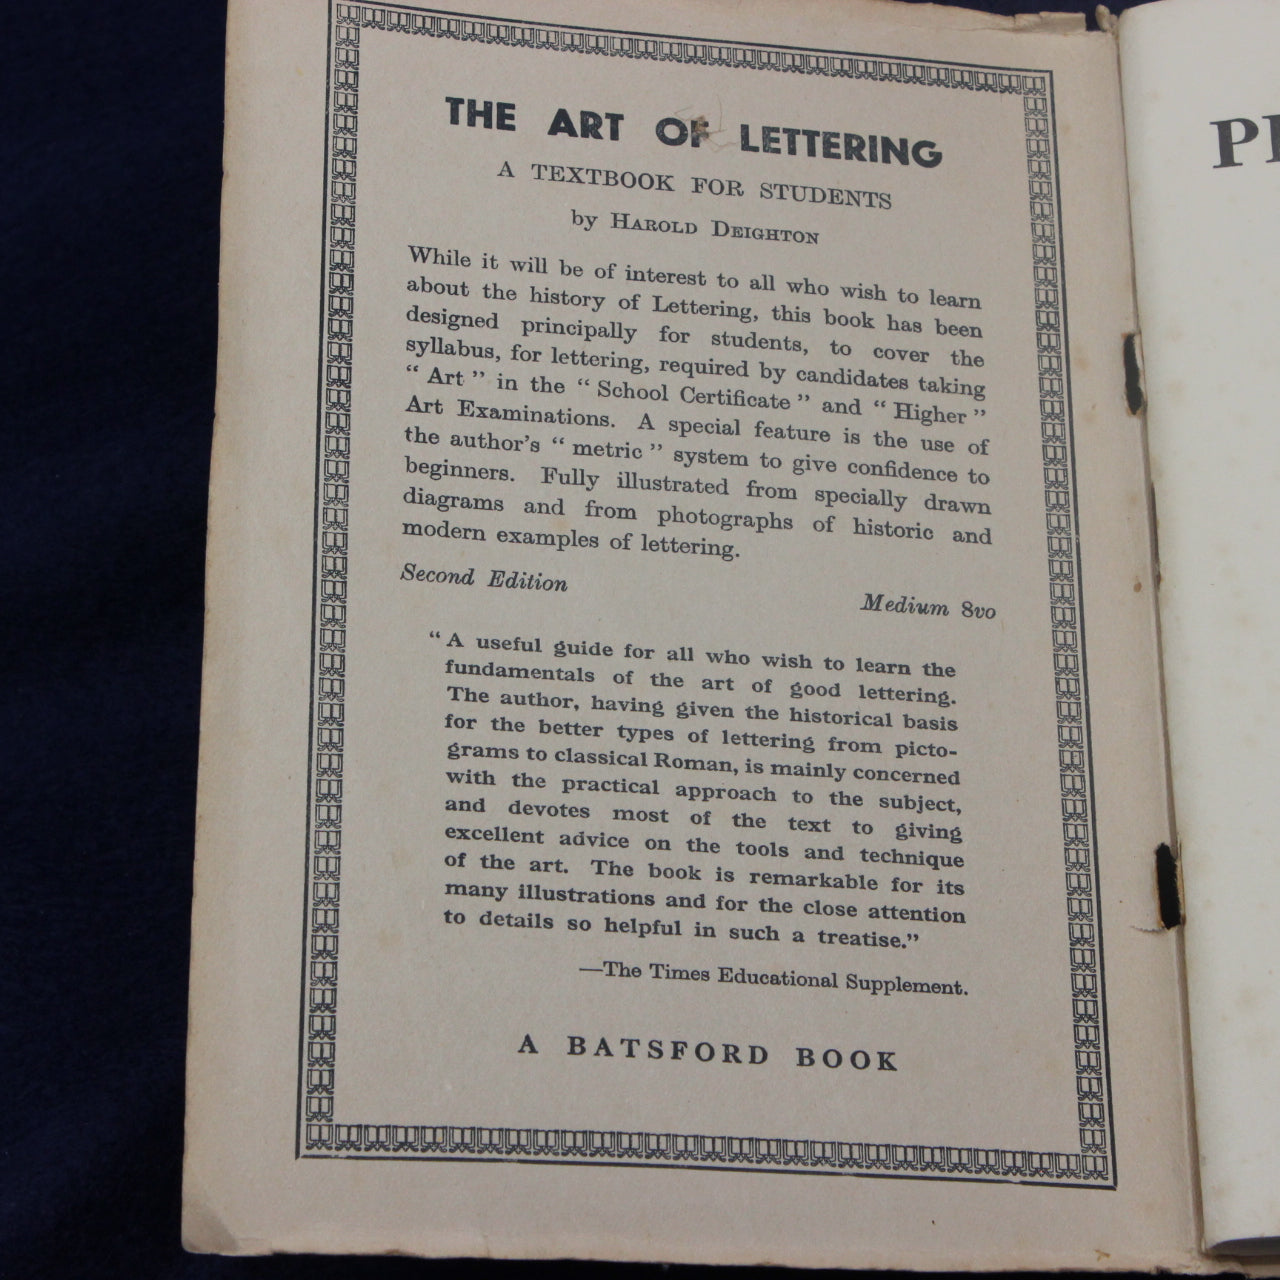 THE ART OF LETTERING
A TEXTBOOK FOR STUDENTS
by HAROLD DEIGHTON
While it will be of interest to all who wish to learn
about the history of Lettering, this book has been
designed principally for students, to cover the
syllabus, for lettering, required by candidates taking
“ Art ” in the “ School Certificate ” and “ Higher ”
Art Examinations. A special feature is the use of
the author’s “ metric ” system to give confidence to
beginners. Fully illustrated from specially drawn
diagrams and from photographs of historic and
modern examples of lettering.
Second Edition
Medium 8vo
“ A useful guide for all who wish to learn the
fundamentals of the art of good lettering.
The author, having given the historical basis
for the better types of lettering from picto-
grams to classical Roman, is mainly concerned
with the practical approach to the subject,
and devotes most of the text to giving
excellent advice on the tools and technique
of the art. The book is remarkable for its
many illustrations and for the close attention
to details so helpful in such a treatise.”
—The Times Educational Supplement.
A BATSFORD BOOK